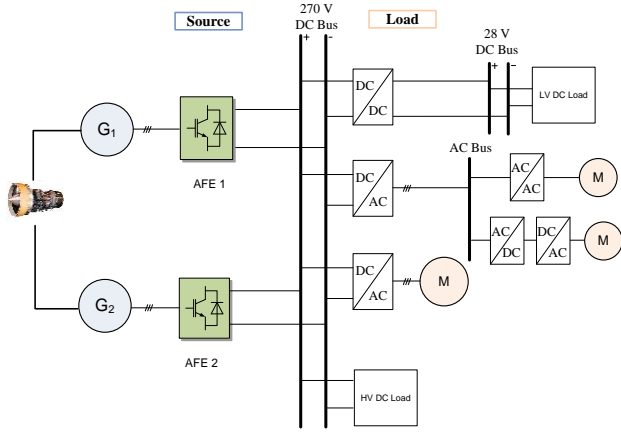 Source
270 V
DC Bus
+ -
Load
28 V
DC Bus
+ -
G1
AFE 1
DC
DC
LV DC Load
DC
AC
AC Bus
AC
AC
M
AC
DC
DC
AC
M
G2
AFE 2
DC
AC
M
HV DC Load